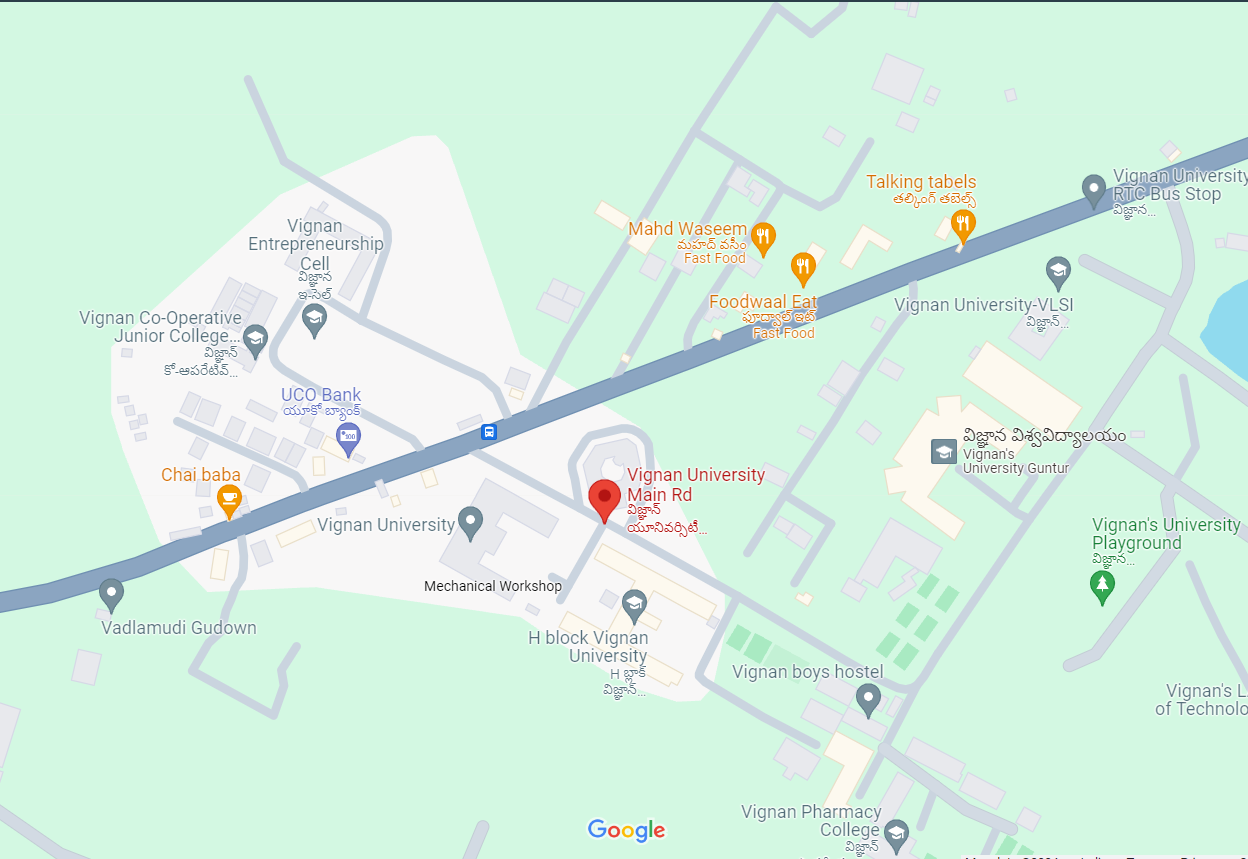 Vignan University
RTC Bus Stop
విజ్ఞాన...
Talking tabels
తల్కింగ్ తబెల్స్
Mahd Waseem
మహద్ వసీం
Fast Food
Vignan
Entrepreneurship
Cell
విజ్ఞాన
ఇ-సెల్
Foodwaal Eat
ఫూద్వాల్ ఇట్
Fast Food
Vignan University-VLSI
విజ్ఞాన్...
Vignan Co-Operative
Junior College...
విజ్ఞాన్
కో-ఆపరేటివ్...
UCO Bank
యూకో బ్యాంక్
విజ్ఞాన విశ్వవిద్యాలయం
Vignan's
University Guntur
Chai baba
Vignan University
Main Rd
విజ్ఞాన్
యూనివర్సిటీ...
Vignan University
Vignan's University
Playground
విజ్ఞాన...
Mechanical Workshop
Vadlamudi Gudown
H block Vignan
University
H బ్లాక్
విజ్ఞాన్...
Vignan boys hostel
Vignan's L
of Technolo
Vignan Pharmacy
College
విజ్ఞాన్
Google